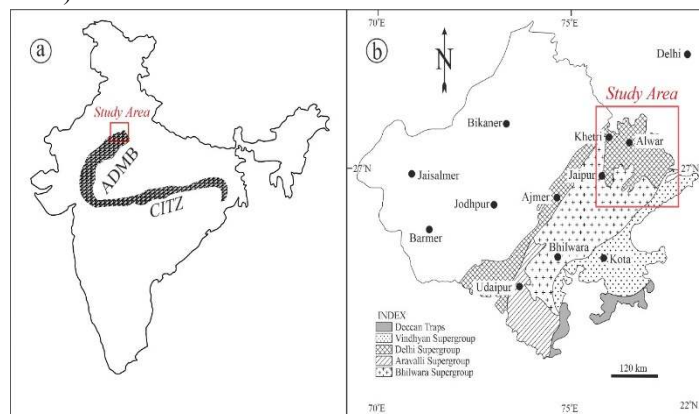 a
Study Area
ADMB
CITZ
b
70°E
75°E
Delhi
N
Study Area
Bikaner
Khetri
Alwar
27°N
Jaisalmer
Jaipur
27°N
Jodhpur
Ajmer
Barmer
Bhilwara
Kota
Udaipur
INDEX
Deccan Traps
Vindhyan Supergroup
Delhi Supergroup
Aravalli Supergroup
Bhilwara Supergroup
120 km
70°E
75°E
22°N